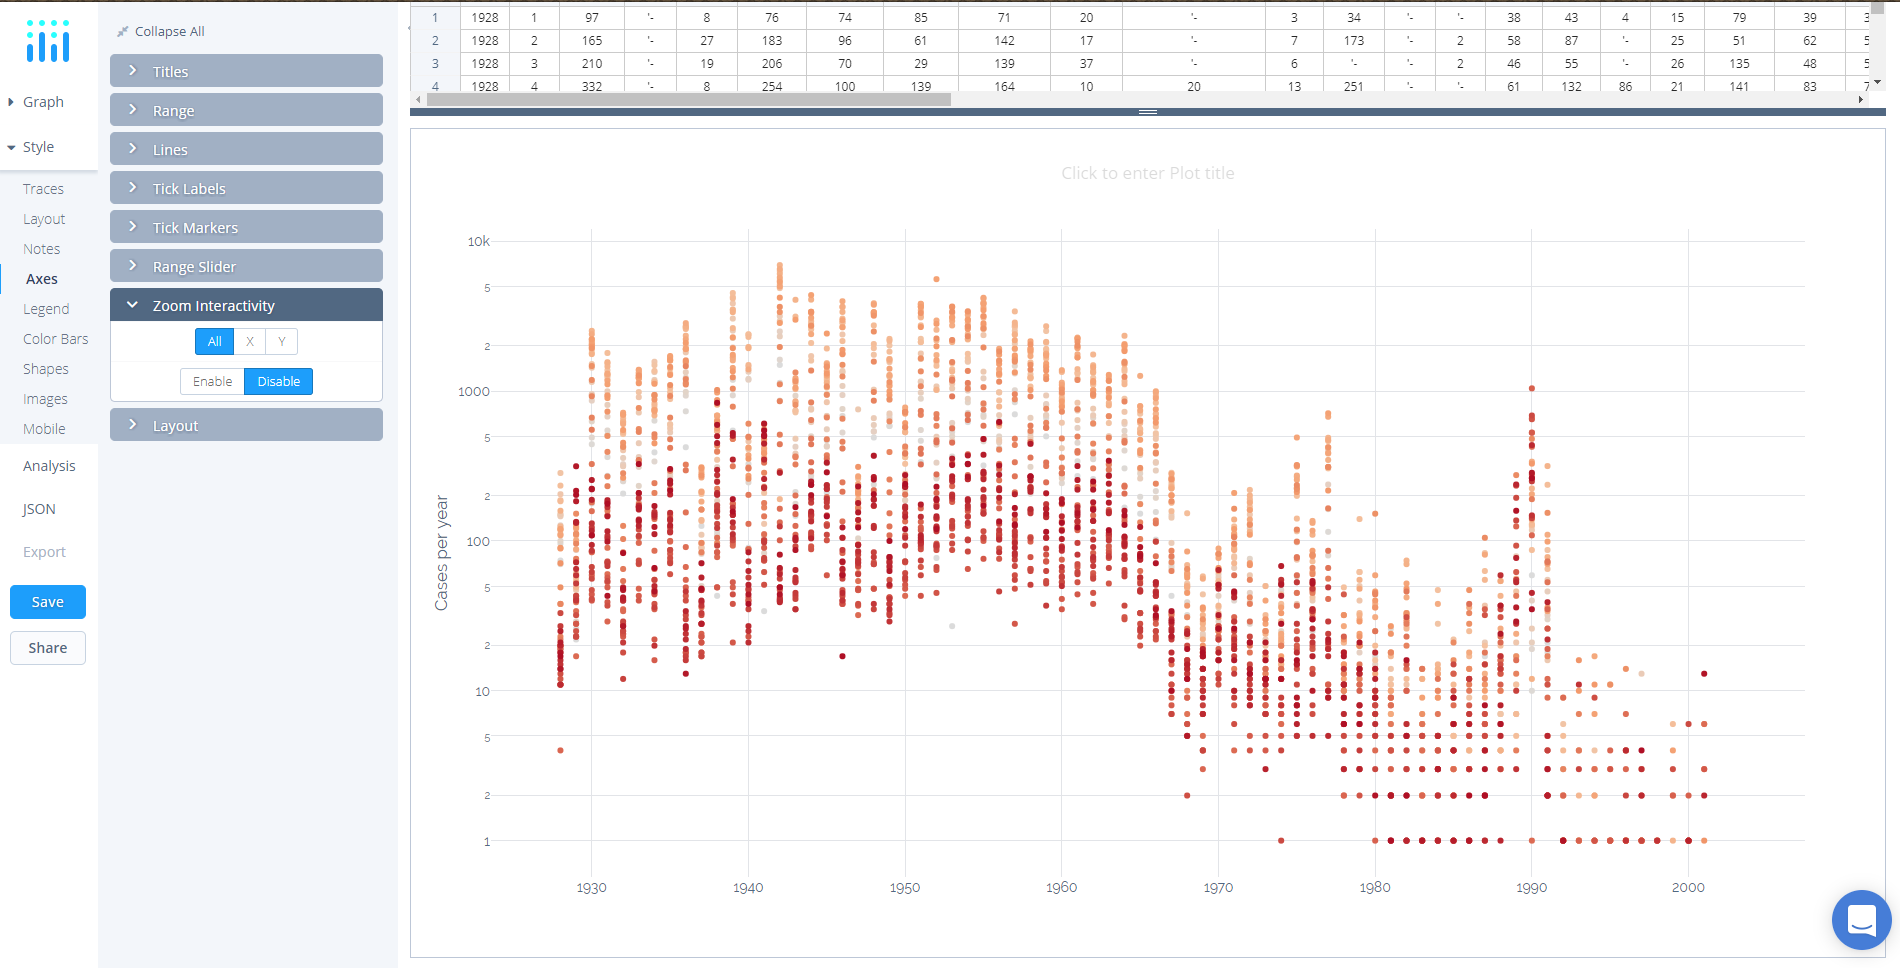 Collapse All
Titles
Range
Lines
Tick Labels
Tick Markers
Range Slider
Zoom Interactivity
All X Y
Enable Disable
Layout
Graph
Style
Traces
Layout
Notes
Axes
Legend
Color Bars
Shapes
Images
Mobile
Analysis
JSON
Export
Save
Share
1 1928 1 97 '- 8 76 74 85 71 20 '- 3 34 '- '- 38 43 4 15 79 39 3
2 1928 2 165 '- 27 183 96 61 142 17 '- 7 173 '- 2 58 87 '- 25 51 62 5
3 1928 3 210 '- 19 206 70 29 139 37 '- 6 '- '- 2 46 55 '- 26 135 48 5
4 1928 4 332 '- 8 254 100 139 164 10 20 13 251 '- '- 61 132 86 21 141 83 7
Click to enter Plot title
Cases per year
10k
5
2
1000
5
2
100
5
2
10
5
2
1
1930 1940 1950 1960 1970 1980 1990 2000